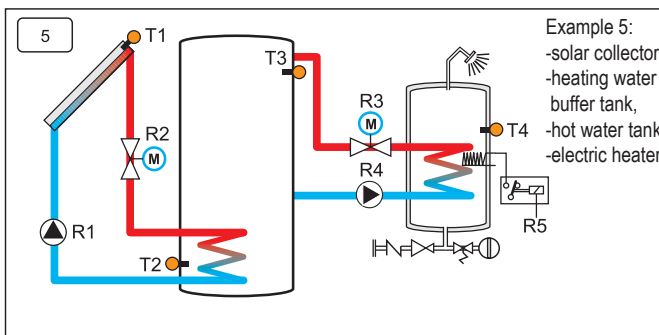 5
Example 5:
-solar collector
-heating water
buffer tank,
-hot water tank
-electric heater
T1
T3
R3
M
R2
M
T4
R4
R1
R5
T2